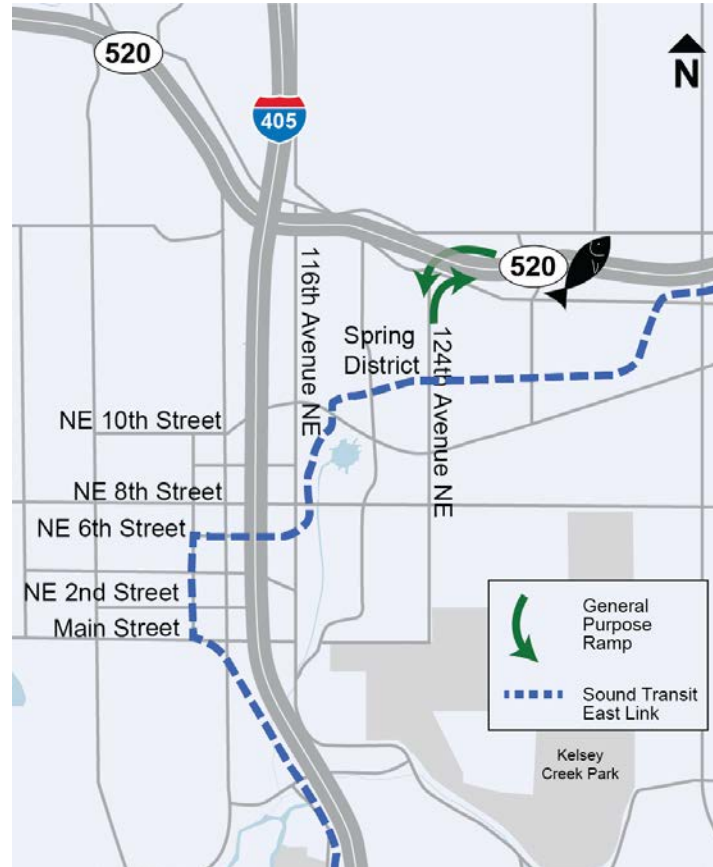 520
N
405
520
116th Avenue NE
Spring
District
124th Avenue NE
NE 10th Street
NE 8th Street
NE 6th Street
NE 2nd Street
Main Street
General
Purpose
Ramp
Sound Transit
East Link
Kelsey
Creek Park